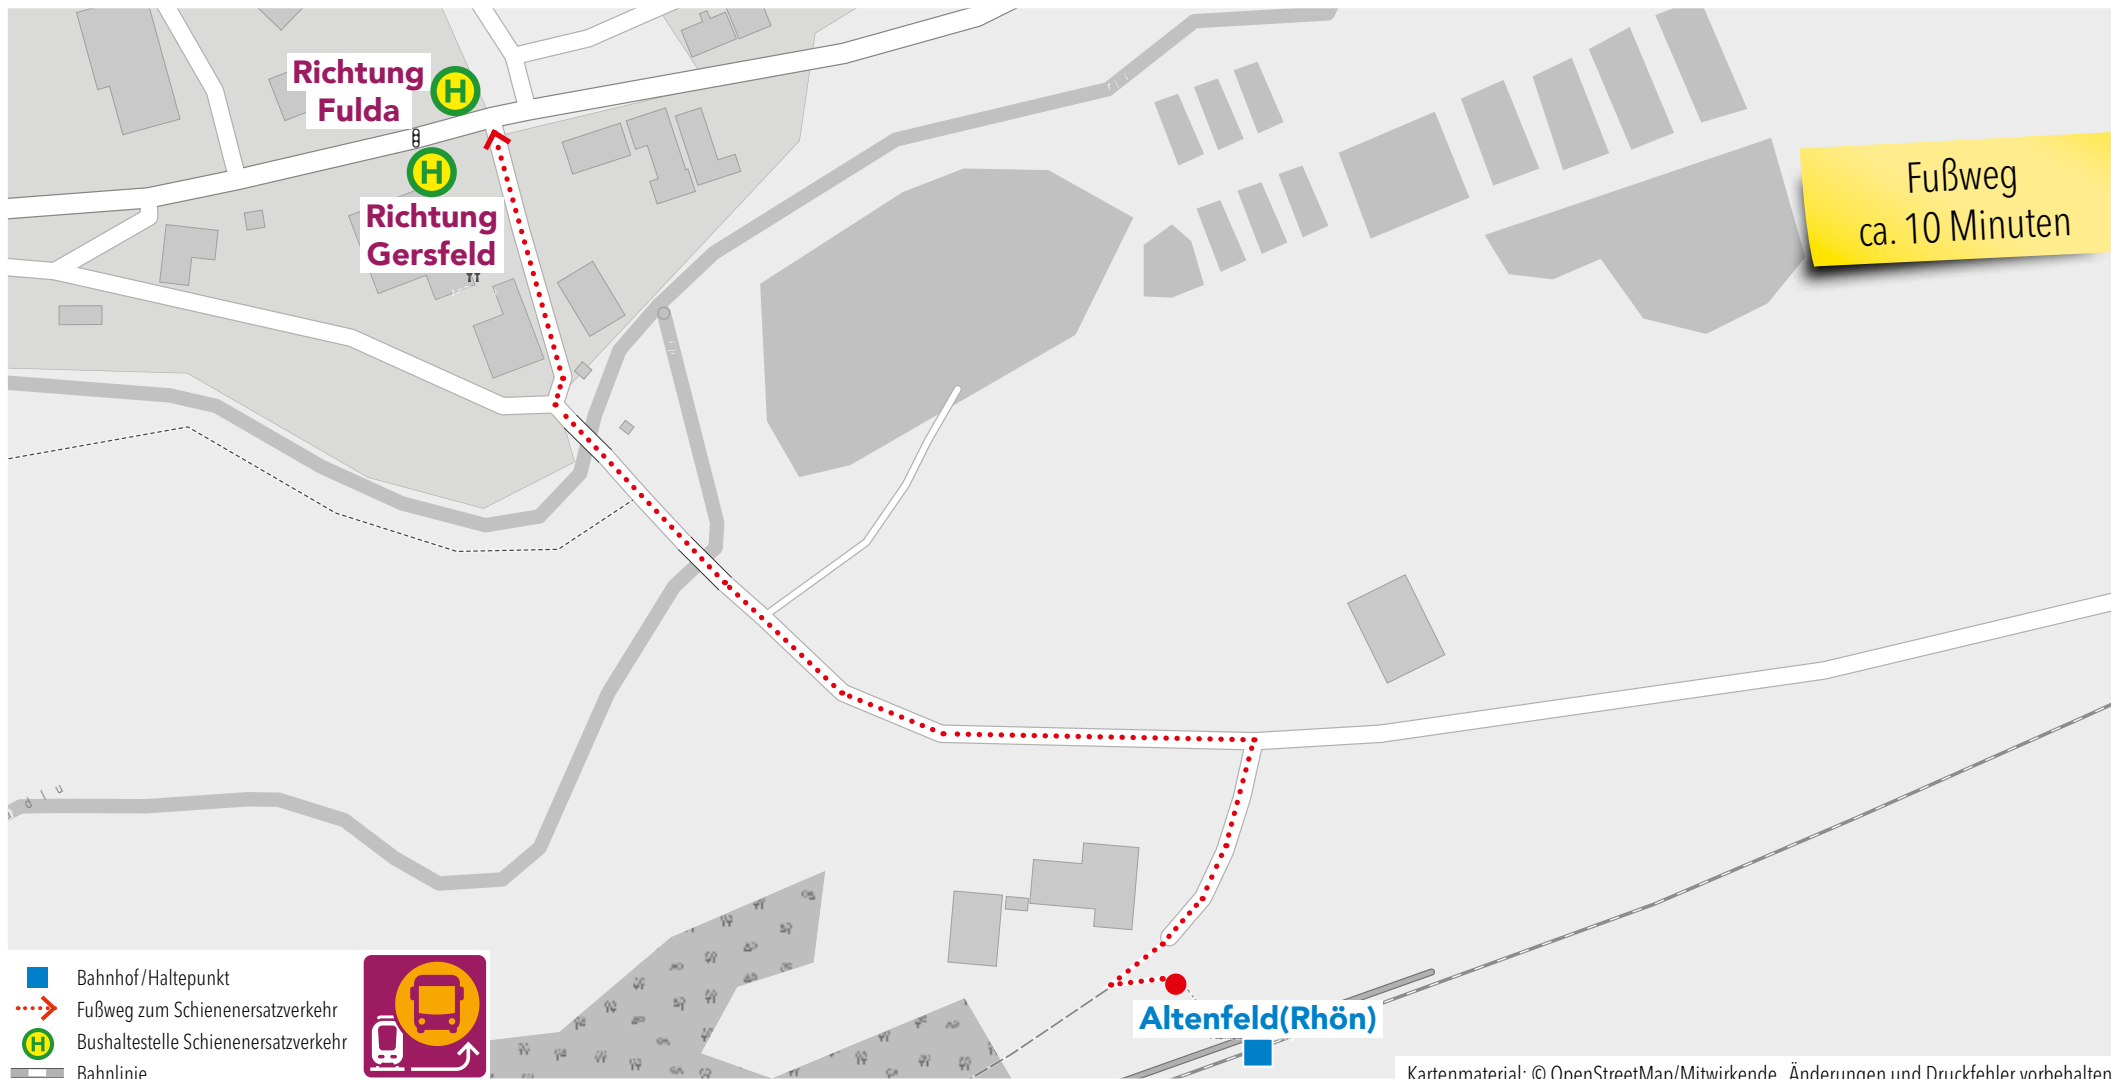 Richtung
Fulda
H
H
Richtung
Gersfeld
Fußweg
ca. 10 Minuten
Altenfeld(Rhön)
Bahnhof/Haltepunkt
Fußweg zum Schienenersatzverkehr
H Bushaltestelle Schienenersatzverkehr
Bahnlinie
Kartenmaterial: © OpenStreetMap/Mitwirkende, Änderungen und Druckfehler vorbehalten